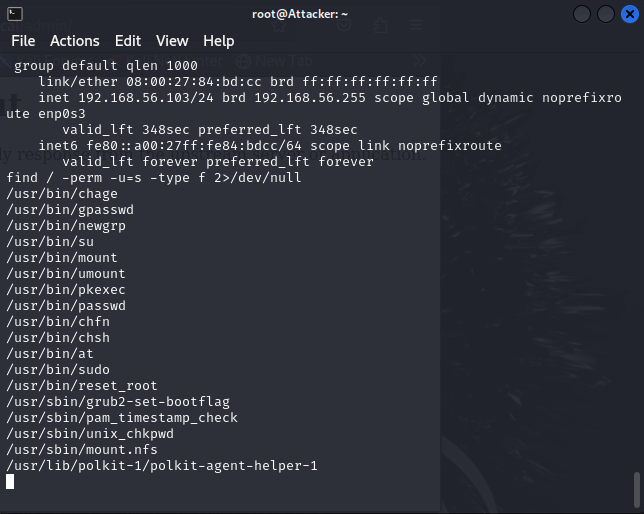 root@Attacker: ~
File Actions Edit View Help
New Tab
group default qlen 1000
link/ether 08:00:27:84:bd:cc brd ff:ff:ff:ff:ff:ff
inet 192.168.56.103/24 brd 192.168.56.255 scope global dynamic noprefixro
ute enp0s3
valid_lft 348sec preferred_lft 348sec
inet6 fe80::a00:27ff:fe84:bdcc/64 scope link noprefixroute
valid_lft forever preferred_lft forever
find / -perm -u=s -type f 2>/dev/null
/usr/bin/chage
/usr/bin/gpasswd
/usr/bin/newgrp
/usr/bin/su
/usr/bin/mount
/usr/bin/umount
/usr/bin/pkexec
/usr/bin/passwd
/usr/bin/chfn
/usr/bin/chsh
/usr/bin/at
/usr/bin/sudo
/usr/bin/reset_root
/usr/sbin/grub2-set-bootflag
/usr/sbin/pam_timestamp_check
/usr/sbin/unix_chkpwd
/usr/sbin/mount.nfs
/usr/lib/polkit-1/polkit-agent-helper-1